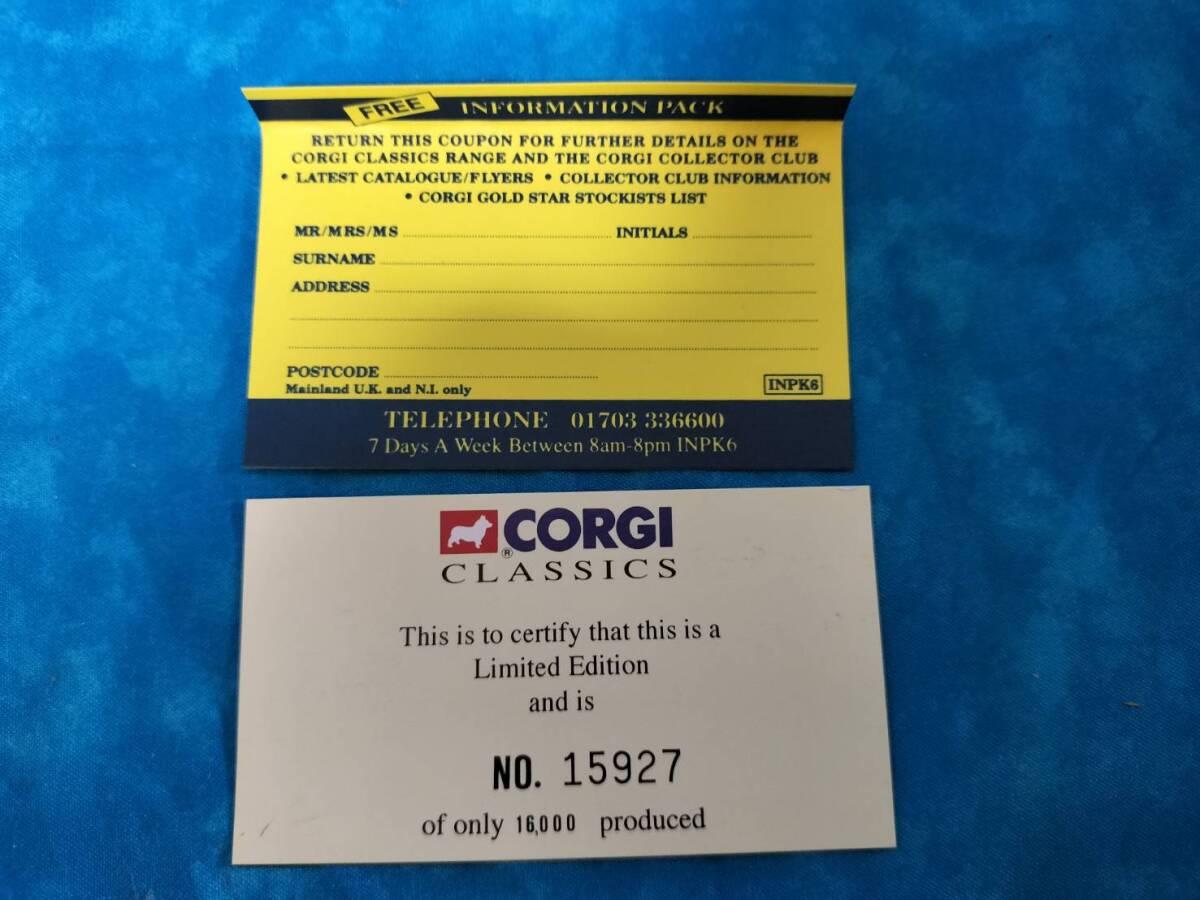 FREE INFORMATION PACK
RETURN THIS COUPON FOR FURTHER DETAILS ON THE
CORGI CLASSICS RANGE AND THE CORGI COLLECTOR CLUB
• LATEST CATALOGUE/FLYERS • COLLECTOR CLUB INFORMATION
• CORGI GOLD STAR STOCKISTS LIST
MR/MRS/MS INITIALS
SURNAME
ADDRESS
POSTCODE
Mainland U.K. and N.I. only INPK6
TELEPHONE 01703 336600
7 Days A Week Between 8am-8pm INPK6
®CORGI
CLASSICS
This is to certify that this is a
Limited Edition
and is
NO. 15927
of only 16,000 produced